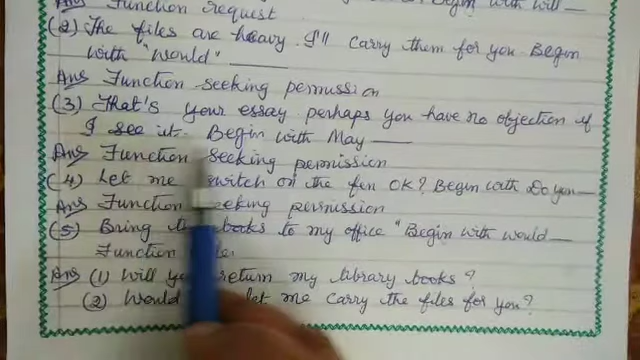 Ans Function request with will
(2) The files are heavy. I'll carry them for you. Begin
with "Would"
Ans Function seeking permission
(3) That's your essay perhaps you have no objection if
I see it. Begin with May
Ans Function seeking permission
(4) Let me switch on the fan OK? Begin with Do you
Ans Function seeking permission
(5) Bring books to my office "Begin with would
Function
Ans (1) Will you return my library books?
(2) Would let me carry the files for you?